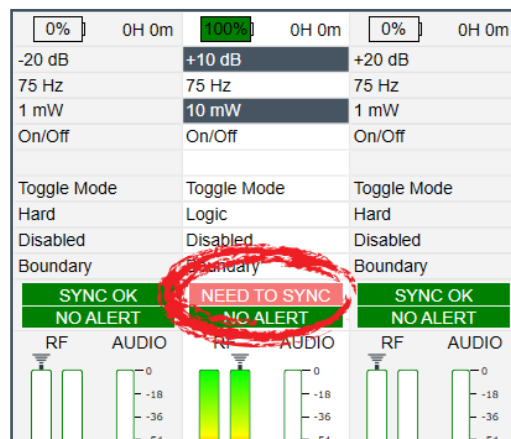 0% 0H 0m 100% 0H 0m 0% 0H 0m
-20 dB +10 dB +20 dB
75 Hz 75 Hz 75 Hz
1 mW 10 mW 1 mW
On/Off On/Off On/Off
Toggle Mode Toggle Mode Toggle Mode
Hard Logic Hard
Disabled Disabled Disabled
Boundary Boundary Boundary
SYNC OK NEED TO SYNC SYNC OK
NO ALERT NO ALERT NO ALERT
RF AUDIO RF AUDIO RF AUDIO
0 0 0
-18 -18 -18
-36 -36 -36